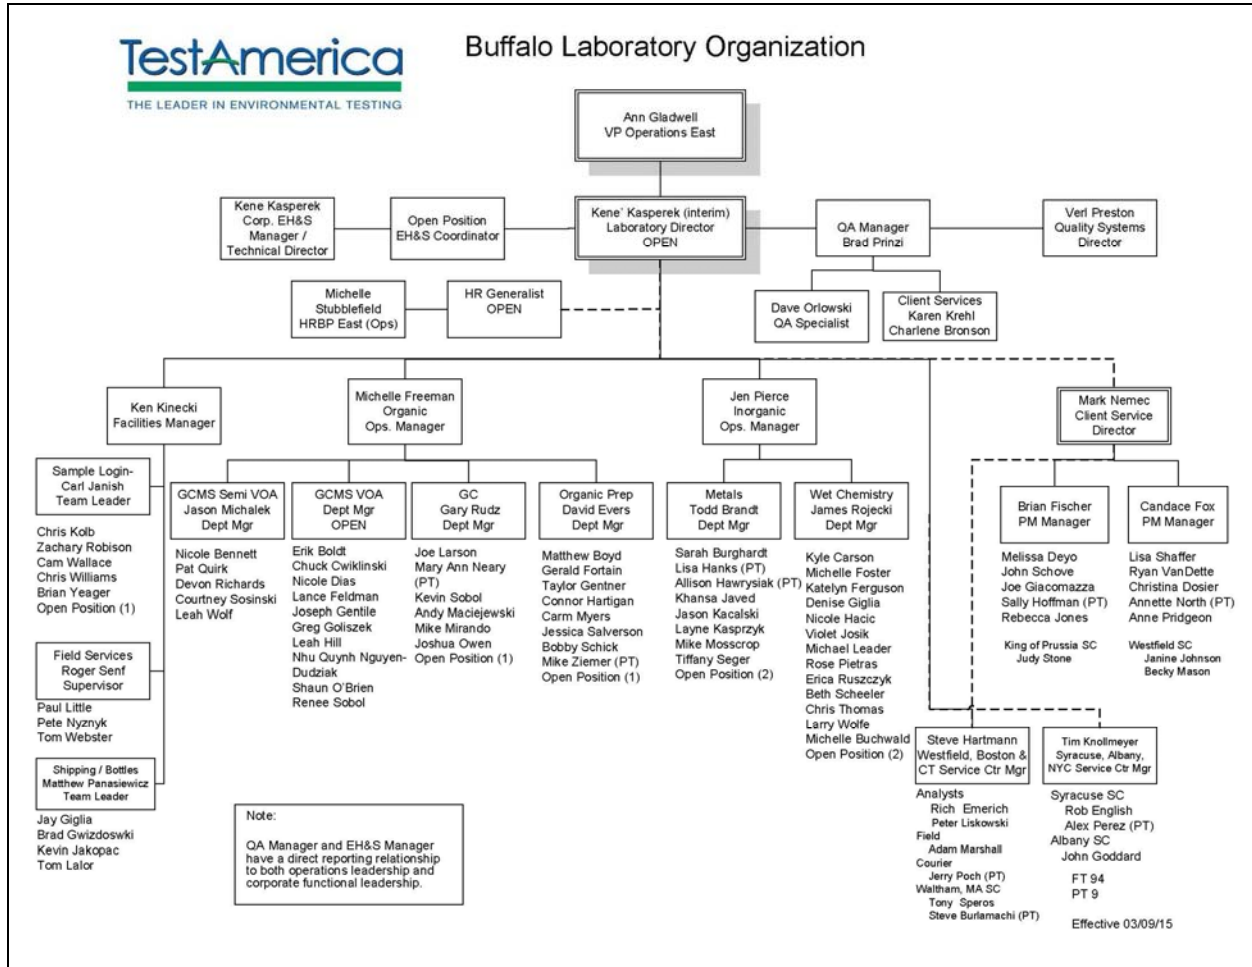 TestAmerica
THE LEADER IN ENVIRONMENTAL TESTING
Buffalo Laboratory Organization
Ann Gladwell
VP Operations East
Kene Kasperek
Corp. EH&S
Manager /
Technical Director
Open Position
EH&S Coordinator
Kene´ Kasperek (interim)
Laboratory Director
OPEN
QA Manager
Brad Prinzi
Verl Preston
Quality Systems
Director
Michelle
Stubblefield
HRBP East (Ops)
HR Generalist
OPEN
Dave Orlowski
QA Specialist
Client Services
Karen Krehl
Charlene Bronson
Ken Kinecki
Facilities Manager
Michelle Freeman
Organic
Ops. Manager
Jen Pierce
Inorganic
Ops. Manager
Mark Nemec
Client Service
Director
Sample Login-
Carl Janish
Team Leader
Chris Kolb
Zachary Robison
Cam Wallace
Chris Williams
Brian Yeager
Open Position (1)
Field Services
Roger Senf
Supervisor
Paul Little
Pete Nyznyk
Tom Webster
Shipping / Bottles
Matthew Panasiewicz
Team Leader
Jay Giglia
Brad Gwizdoswki
Kevin Jakopac
Tom Lalor
GCMS Semi VOA
Jason Michalek
Dept Mgr
Nicole Bennett
Pat Quirk
Devon Richards
Courtney Sosinski
Leah Wolf
GCMS VOA
Dept Mgr
OPEN
Erik Boldt
Chuck Cwiklinski
Nicole Dias
Lance Feldman
Joseph Gentile
Greg Goliszek
Leah Hill
Nhu Quynh Nguyen-
Dudziak
Shaun O'Brien
Renee Sobol
GC
Gary Rudz
Dept Mgr
Joe Larson
Mary Ann Neary
(PT)
Kevin Sobol
Andy Maciejewski
Mike Mirando
Joshua Owen
Open Position (1)
Organic Prep
David Evers
Dept Mgr
Matthew Boyd
Gerald Fortain
Taylor Gentner
Connor Hartigan
Carm Myers
Jessica Salverson
Bobby Schick
Mike Ziemer (PT)
Open Position (1)
Metals
Todd Brandt
Dept Mgr
Sarah Burghardt
Lisa Hanks (PT)
Allison Hawrysiak (PT)
Khansa Javed
Jason Kacalski
Layne Kasprzyk
Mike Mosscrop
Tiffany Seger
Open Position (2)
Wet Chemistry
James Rojecki
Dept Mgr
Kyle Carson
Michelle Foster
Katelyn Ferguson
Denise Giglia
Nicole Hacic
Violet Josik
Michael Leader
Rose Pietras
Erica Ruszczyk
Beth Scheeler
Chris Thomas
Larry Wolfe
Michelle Buchwald
Open Position (2)
Brian Fischer
PM Manager
Melissa Deyo
John Schove
Joe Giacomazza
Sally Hoffman (PT)
Rebecca Jones
King of Prussia SC
Judy Stone
Candace Fox
PM Manager
Lisa Shaffer
Ryan VanDette
Christina Dosier
Annette North (PT)
Anne Pridgeon
Westfield SC
Janine Johnson
Becky Mason
Steve Hartmann
Westfield, Boston &
CT Service Ctr Mgr
Analysts
Rich Emerich
Peter Liskowski
Field
Adam Marshall
Courier
Jerry Poch (PT)
Waltham, MA SC
Tony Speros
Steve Burlamachi (PT)
Tim Knollmeyer
Syracuse, Albany,
NYC Service Ctr Mgr
Syracuse SC
Rob English
Alex Perez (PT)
Albany SC
John Goddard
FT 94
PT 9
Effective 03/09/15
Note:
QA Manager and EH&S Manager
have a direct reporting relationship
to both operations leadership and
corporate functional leadership.